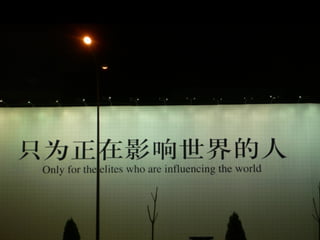 只为正在影响世界的人
Only for the elites who are influencing the world